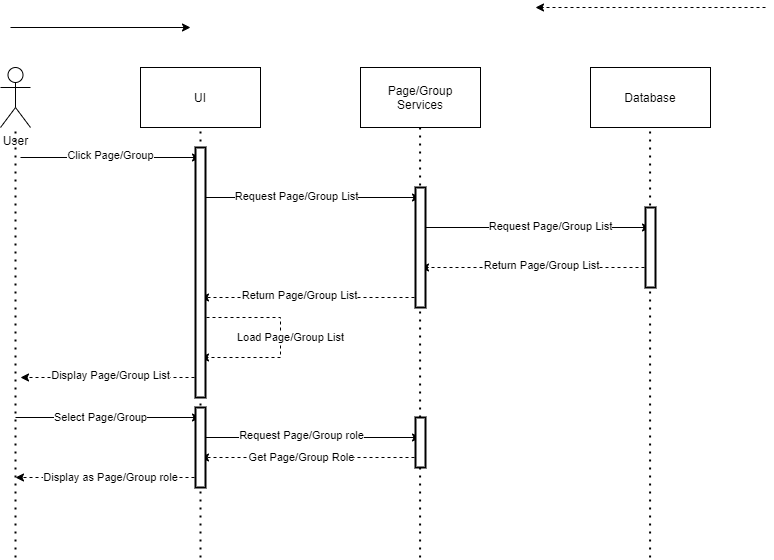 User
UI
Page/Group
Services
Database
Click Page/Group
Request Page/Group List
Request Page/Group List
Return Page/Group List
Return Page/Group List
Load Page/Group List
Display Page/Group List
Select Page/Group
Request Page/Group role
Get Page/Group Role
Display as Page/Group role